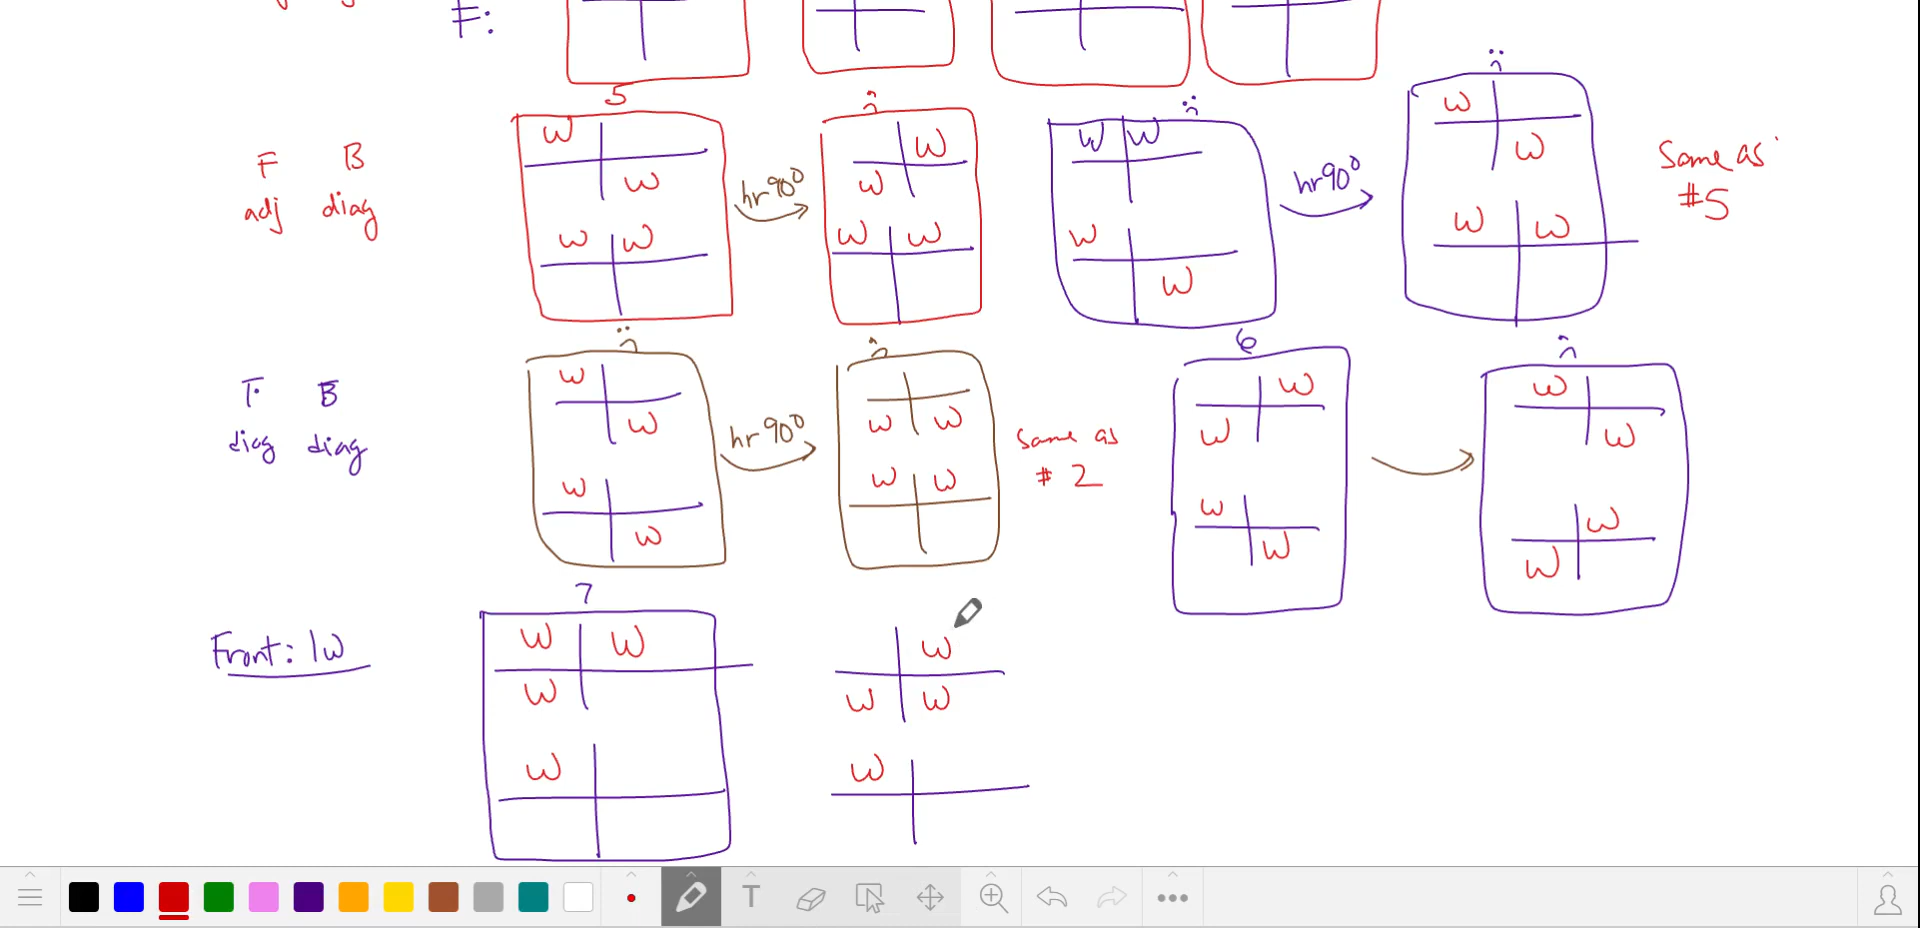 F:
5
W W W
F B W W W W W W
adj diag hr 90° hr 90° Same as
W W W W W W W #5
W
6
F B W W W
diag diag W hr 90° W W W W
W W W Same as W W
W # 2 W W
7
Front: 1W W W W
W W W
W W
T